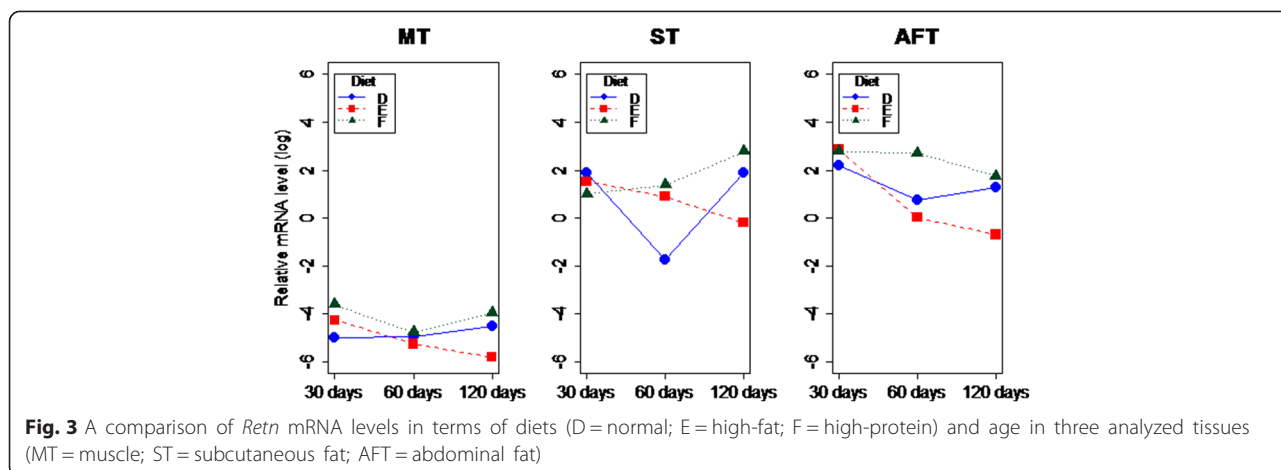 MT
ST
AFT
Relative mRNA level (log)
6
4
2
0
-2
-4
-6
Diet
D
E
F
30 days 60 days 120 days
6
4
2
0
-2
-4
-6
Diet
D
E
F
30 days 60 days 120 days
6
4
2
0
-2
-4
-6
Diet
D
E
F
30 days 60 days 120 days
Fig. 3 A comparison of Retn mRNA levels in terms of diets (D = normal; E = high-fat; F = high-protein) and age in three analyzed tissues
(MT = muscle; ST = subcutaneous fat; AFT = abdominal fat)